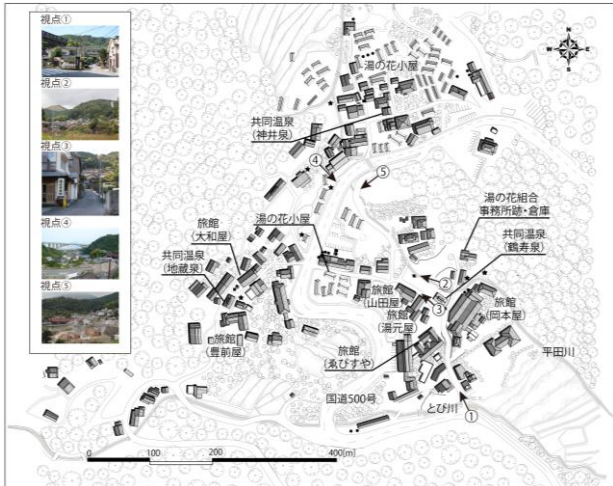 視点①
視点②
視点③
視点④
視点⑤
湯の花小屋
N
W
E
S
共同温泉
(神井泉)
④
⑤
湯の花組合
事務所跡・倉庫
旅館
(大和屋)
湯の花小屋
共同温泉
(鶴寿泉)
共同温泉
(地蔵泉)
②
旅館
(山田屋)
③
旅館
(岡本屋)
旅館
(湯元屋)
旅館
(豊前屋)
旅館
(ゑびすや)
平田川
国道500号
とび川
①
0
100
200
400[m]